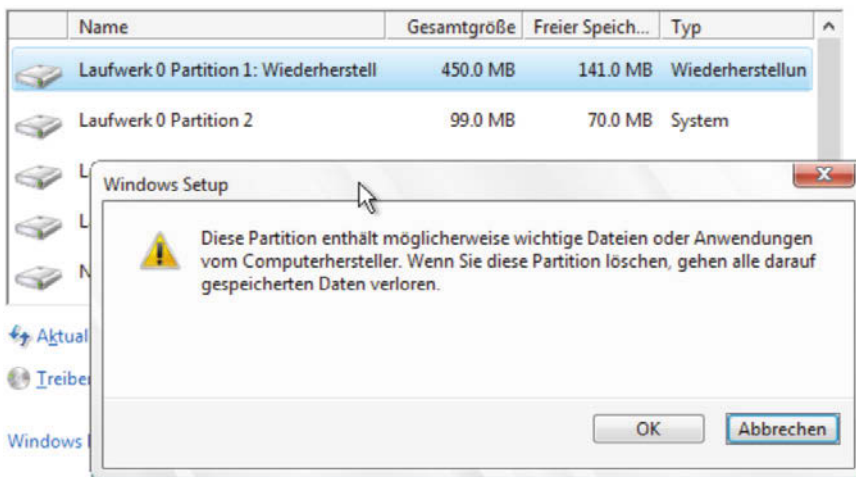 Name Gesamtgröße Freier Speich... Typ
Laufwerk 0 Partition 1: Wiederherstell 450.0 MB 141.0 MB Wiederherstellun
Laufwerk 0 Partition 2 99.0 MB 70.0 MB System
L
Windows Setup
L
Diese Partition enthält möglicherweise wichtige Dateien oder Anwendungen
vom Computerhersteller. Wenn Sie diese Partition löschen, gehen alle darauf
gespeicherten Daten verloren.
N
Aktual
Treiber
OK Abbrechen
Windows